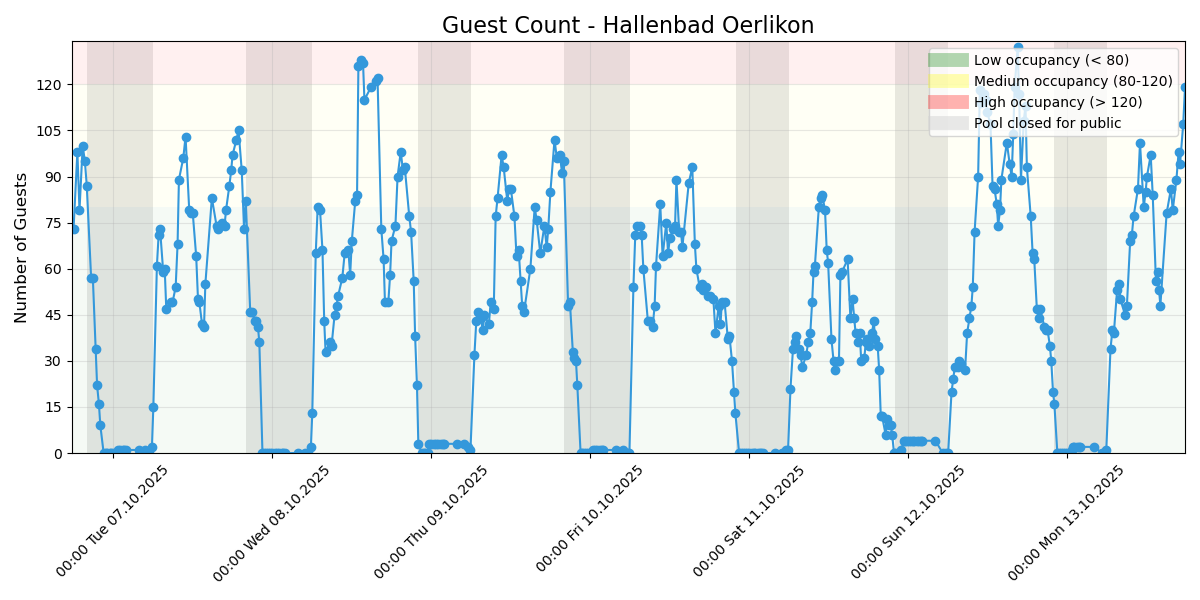 Guest Count - Hallenbad Oerlikon
Number of Guests
120
105
90
75
60
45
30
15
0
Low occupancy (< 80)
Medium occupancy (80-120)
High occupancy (> 120)
Pool closed for public
00:00 Tue 07.10.2025
00:00 Wed 08.10.2025
00:00 Thu 09.10.2025
00:00 Fri 10.10.2025
00:00 Sat 11.10.2025
00:00 Sun 12.10.2025
00:00 Mon 13.10.2025